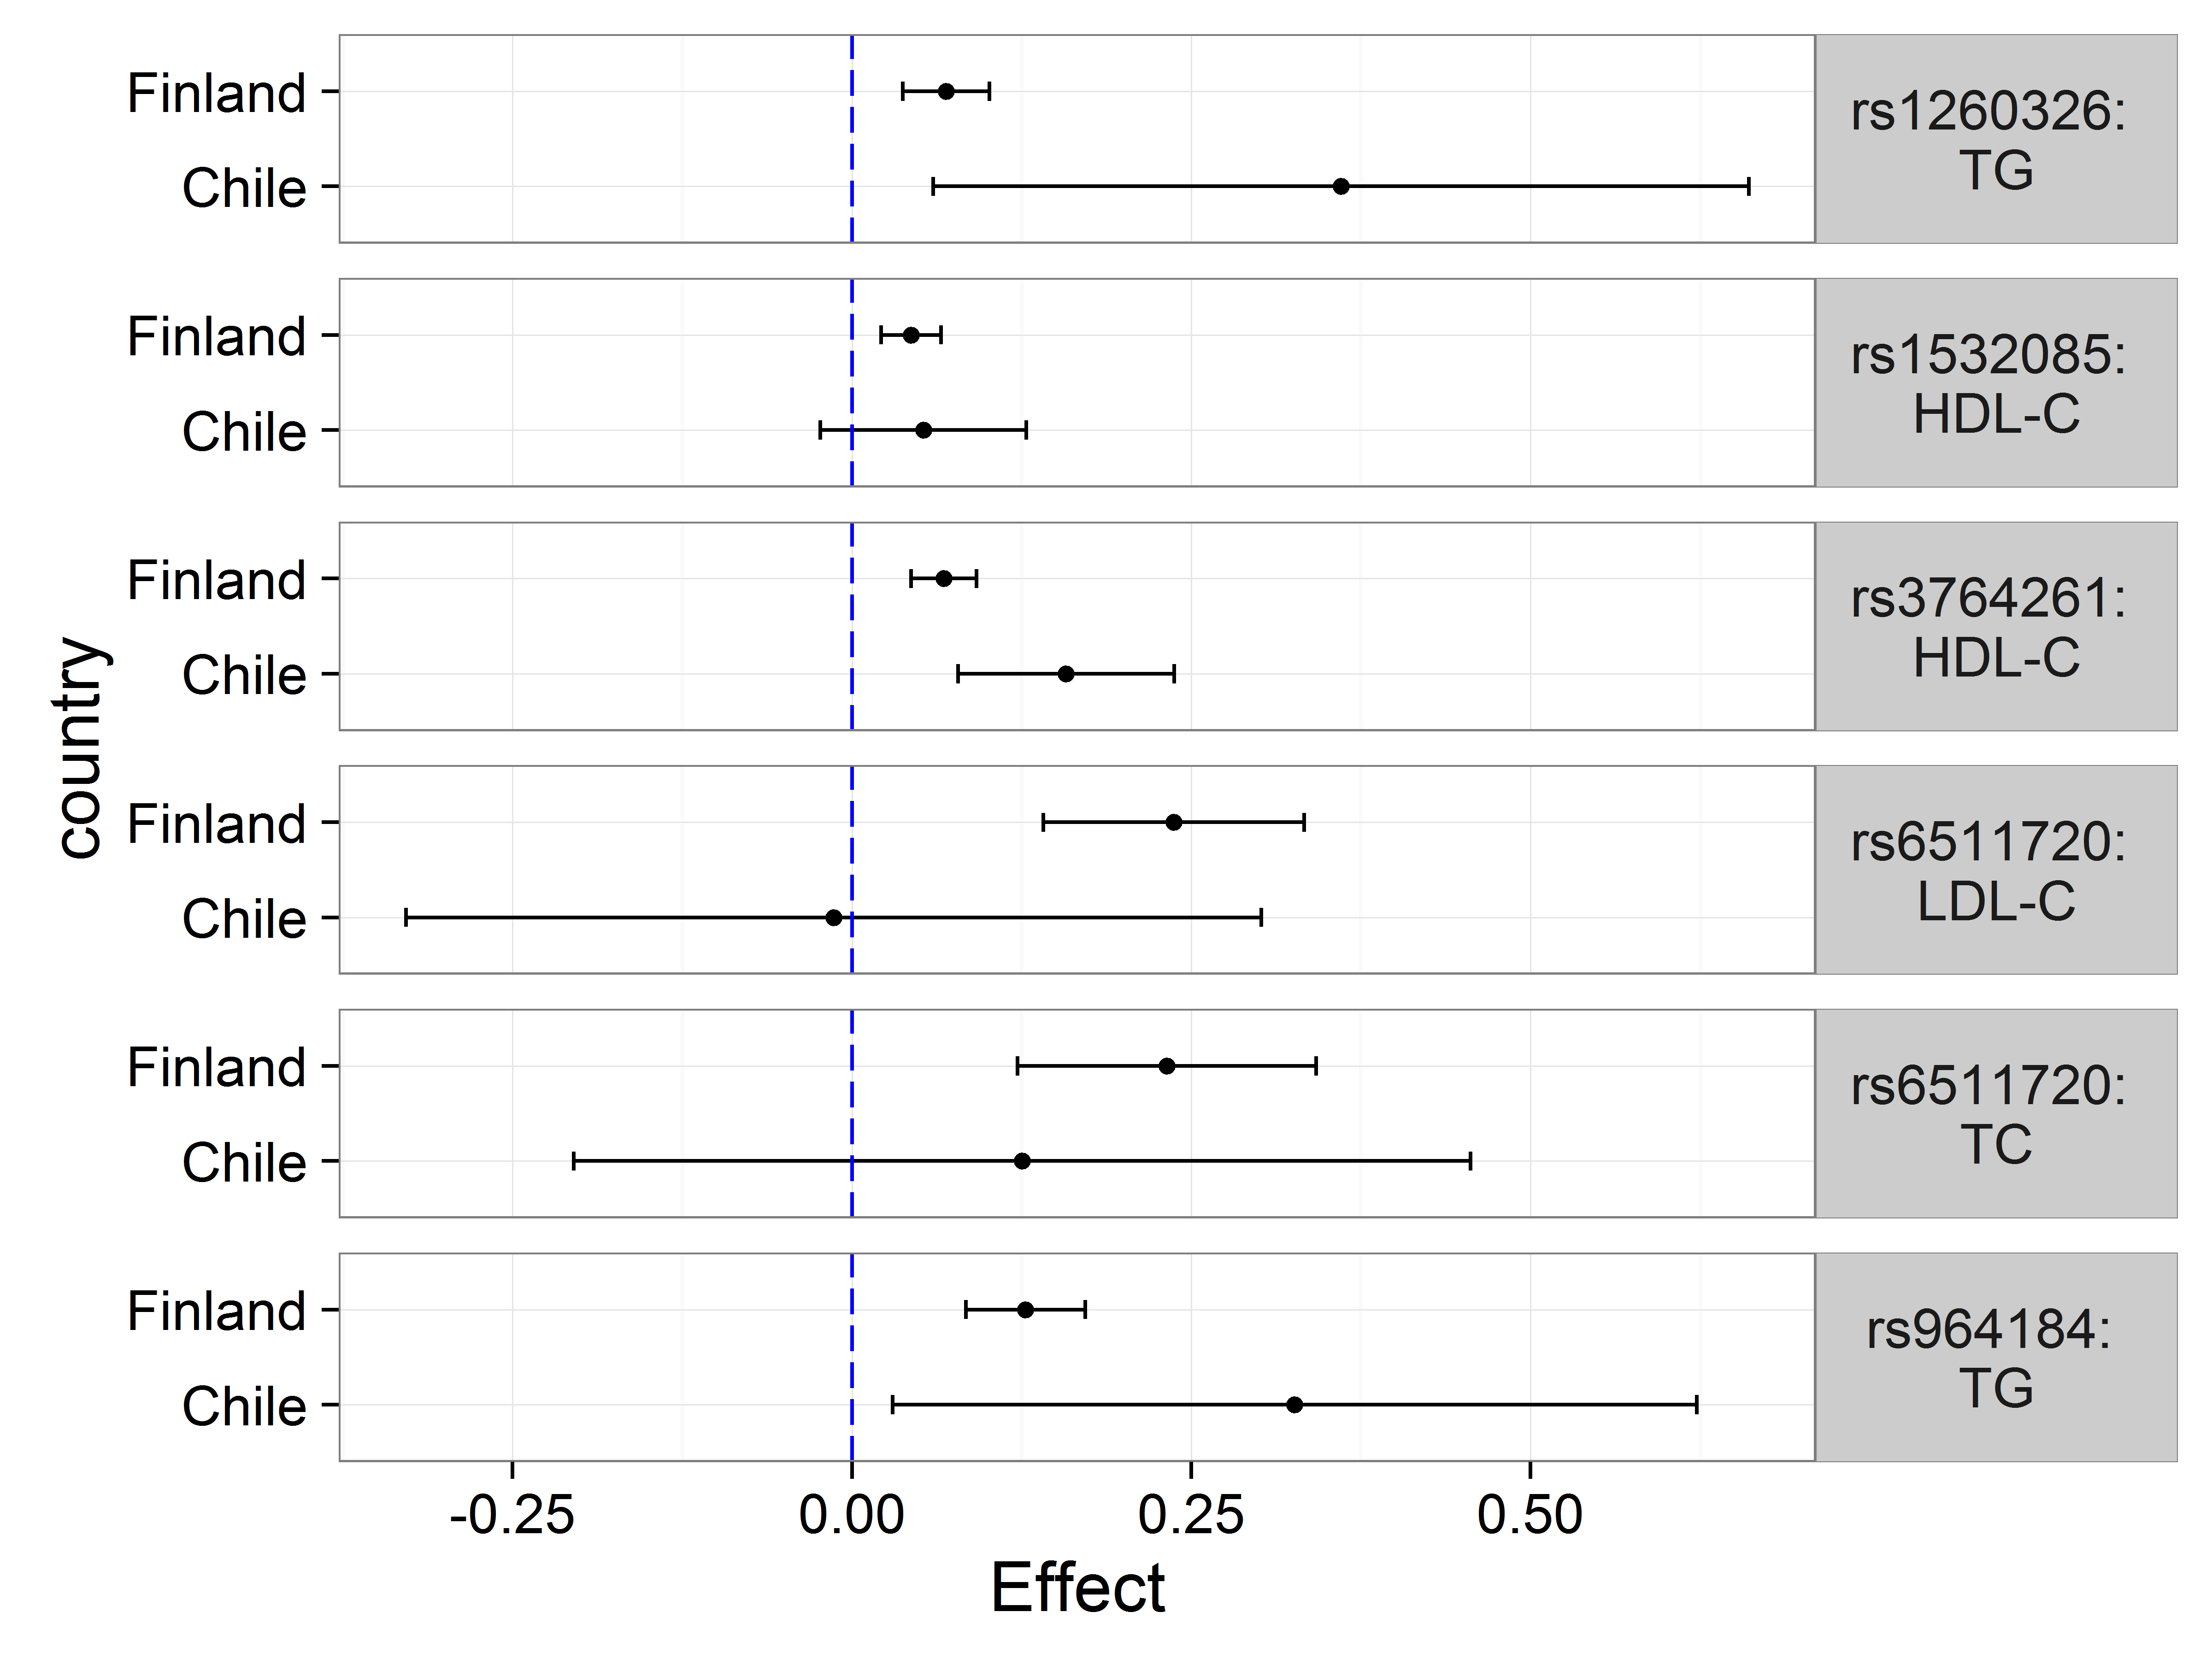 Finland
Chile
rs1260326:
TG
Finland
Chile
rs1532085:
HDL-C
Finland
Chile
rs3764261:
HDL-C
country
Finland
Chile
rs6511720:
LDL-C
Finland
Chile
rs6511720:
TC
Finland
Chile
rs964184:
TG
-0.25 0.00 0.25 0.50
Effect